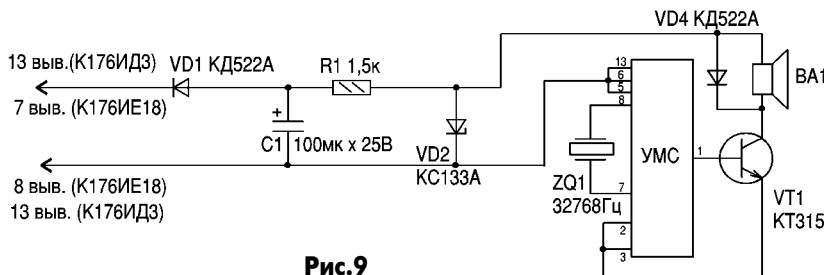 VD4 КД522А
13 выв.(К176ИД3)
VD1 КД522А
R1 1,5к
7 выв. (К176ИЕ18)
+
C1
100мк x 25В
VD2
КС133А
8 выв. (К176ИЕ18)
13 выв. (К176ИД3)
13
6
5
8
УМС
1
7
2
3
ZQ1
32768Гц
BA1
VT1
КТ315
Рис.9